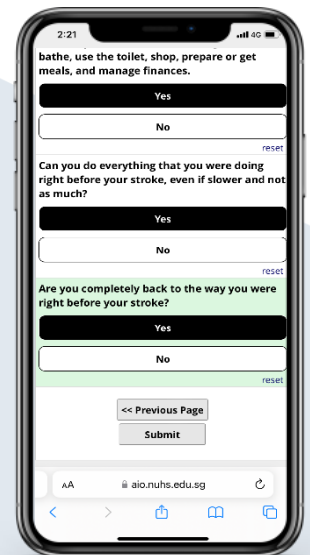 2:21
4G
bathe, use the toilet, shop, prepare or get
meals, and manage finances.
Yes
No
reset
Can you do everything that you were doing
right before your stroke, even if slower and not
as much?
Yes
No
reset
Are you completely back to the way you were
right before your stroke?
Yes
No
reset
<< Previous Page
Submit
AA
aio.nuhs.edu.sg